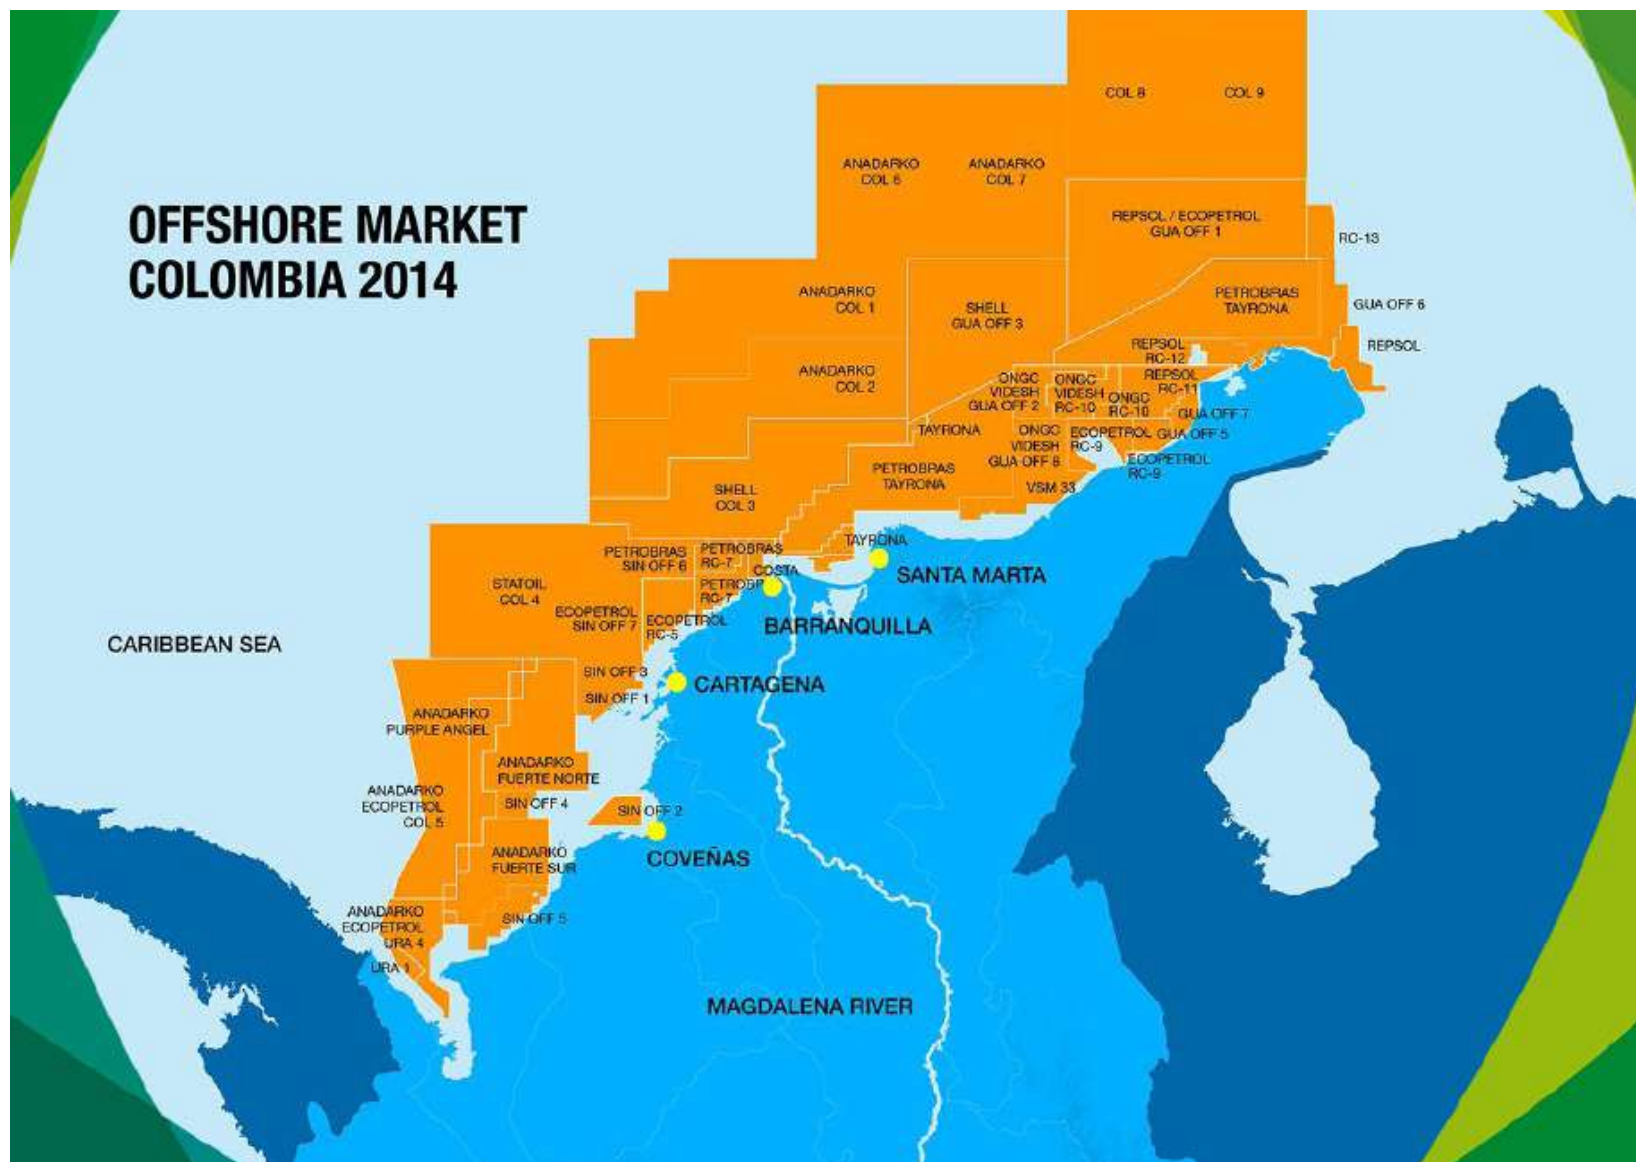 OFFSHORE MARKET
COLOMBIA 2014
COL 8
COL 9
ANADARKO
COL 6
ANADARKO
COL 7
REPSOL / ECOPETROL
GUA OFF 1
RC-13
ANADARKO
COL 1
SHELL
GUA OFF 3
PETROBRAS
TAYRONA
GUA OFF 6
REPSOL
RC-12
REPSOL
ANADARKO
COL 2
ONGC
VIDESH
GUA OFF 2
ONGC
VIDESH
RC-10
REPSOL
RC-11
ONGC
RC-10
GUA OFF 7
TAYRONA
ONGC
VIDESH
GUA OFF 8
ECOPETROL
RC-9
GUA OFF 5
ECOPETROL
RC-9
PETROBRAS
TAYRONA
VSM 33
SHELL
COL 3
TAYRONA
PETROBRAS
SIN OFF 6
PETROBRAS
RC-7
COSTA
PETROBR
RC-7
SANTA MARTA
STATOIL
COL 4
ECOPETROL
SIN OFF 7
ECOPETROL
RC-5
BARRANQUILLA
CARIBBEAN SEA
SIN OFF 3
SIN OFF 1
CARTAGENA
ANADARKO
PURPLE ANGEL
ANADARKO
FUERTE NORTE
ANADARKO
ECOPETROL
COL 5
SIN OFF 4
SIN OFF 2
COVEÑAS
ANADARKO
FUERTE SUR
ANADARKO
ECOPETROL
URA 4
SIN OFF 5
URA 1
MAGDALENA RIVER